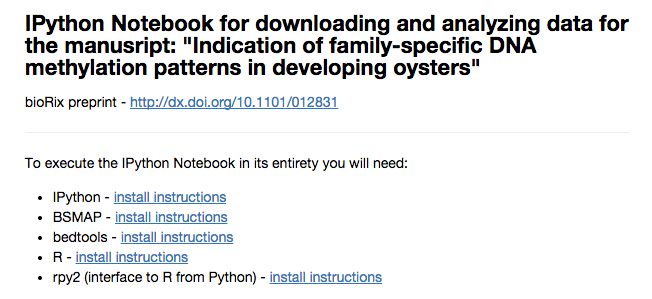 IPython Notebook for downloading and analyzing data for
the manusript: "Indication of family-specific DNA
methylation patterns in developing oysters"
bioRix preprint - http://dx.doi.org/10.1101/012831
To execute the IPython Notebook in its entirety you will need:
• IPython - install instructions
• BSMAP - install instructions
• bedtools - install instructions
• R - install instructions
• rpy2 (interface to R from Python) - install instructions